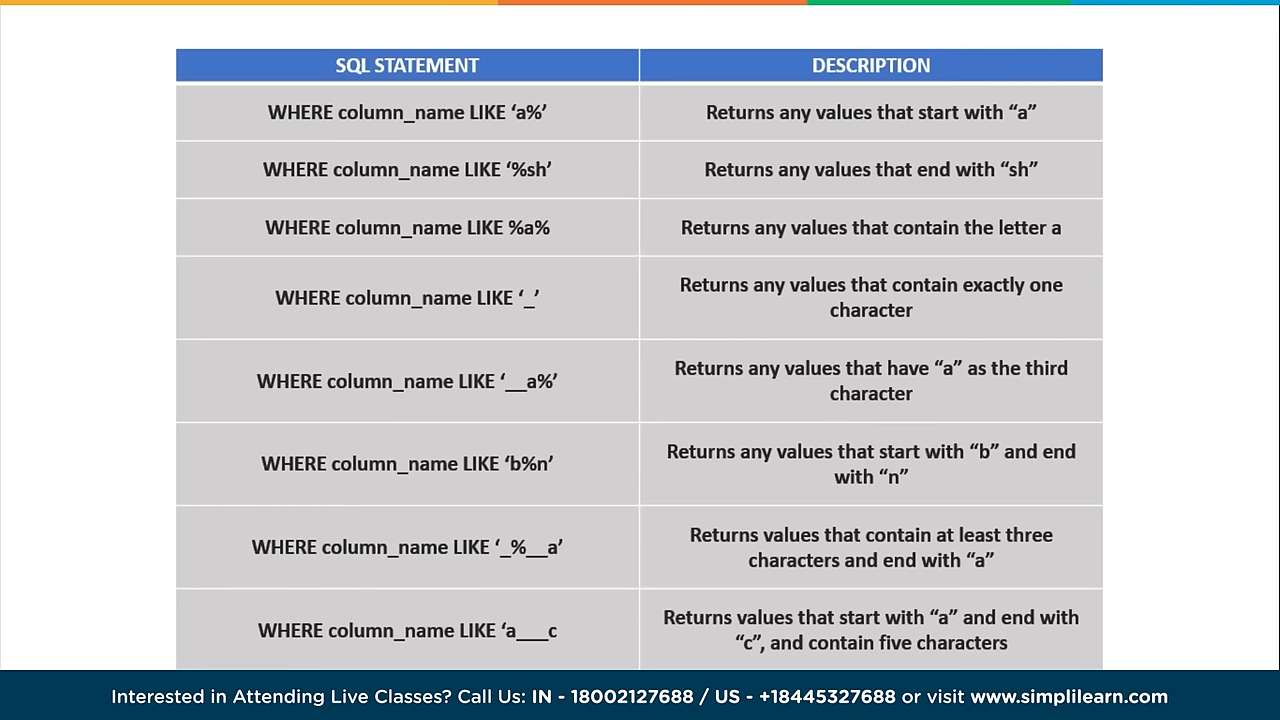 SQL STATEMENT DESCRIPTION
WHERE column_name LIKE ‘a%’ Returns any values that start with “a”
WHERE column_name LIKE ‘%sh’ Returns any values that end with “sh”
WHERE column_name LIKE %a% Returns any values that contain the letter a
WHERE column_name LIKE ‘_’ Returns any values that contain exactly one
character
WHERE column_name LIKE ‘__a%’ Returns any values that have “a” as the third
character
WHERE column_name LIKE ‘b%n’ Returns any values that start with “b” and end
with “n”
WHERE column_name LIKE ‘_%__a’ Returns values that contain at least three
characters and end with “a”
WHERE column_name LIKE ‘a___c Returns values that start with “a” and end with
“c”, and contain five characters
Interested in Attending Live Classes? Call Us: IN - 18002127688 / US - +18445327688 or visit www.simplilearn.com